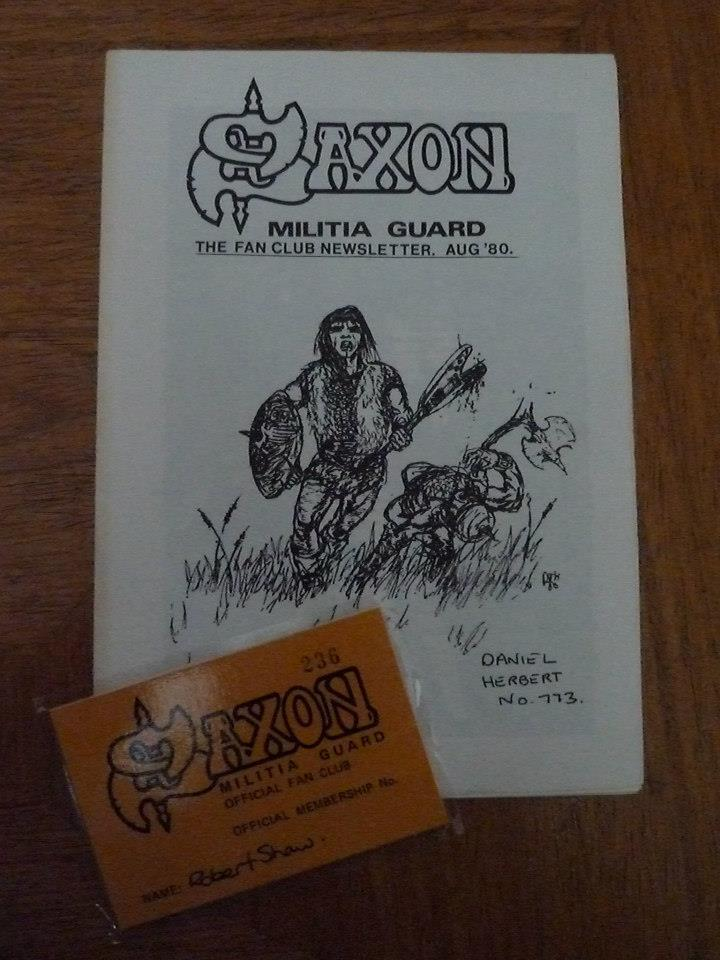 SAXON
MILITIA GUARD
THE FAN CLUB NEWSLETTER. AUG '80.
DANIEL
HERBERT
No. 773.
236
SAXON
MILITIA GUARD
OFFICIAL FAN CLUB
OFFICIAL MEMBERSHIP No.
NAME: Robert Shaw.